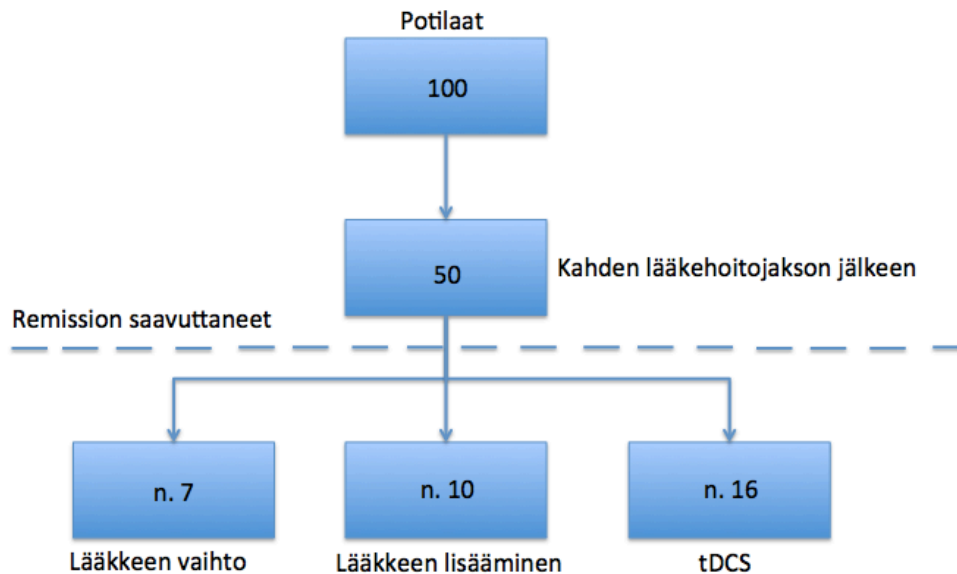 Potilaat
100
50
Kahden lääkehoitojakson jälkeen
Remission saavuttaneet
n. 7
n. 10
n. 16
Lääkkeen vaihto
Lääkkeen lisääminen
tDCS